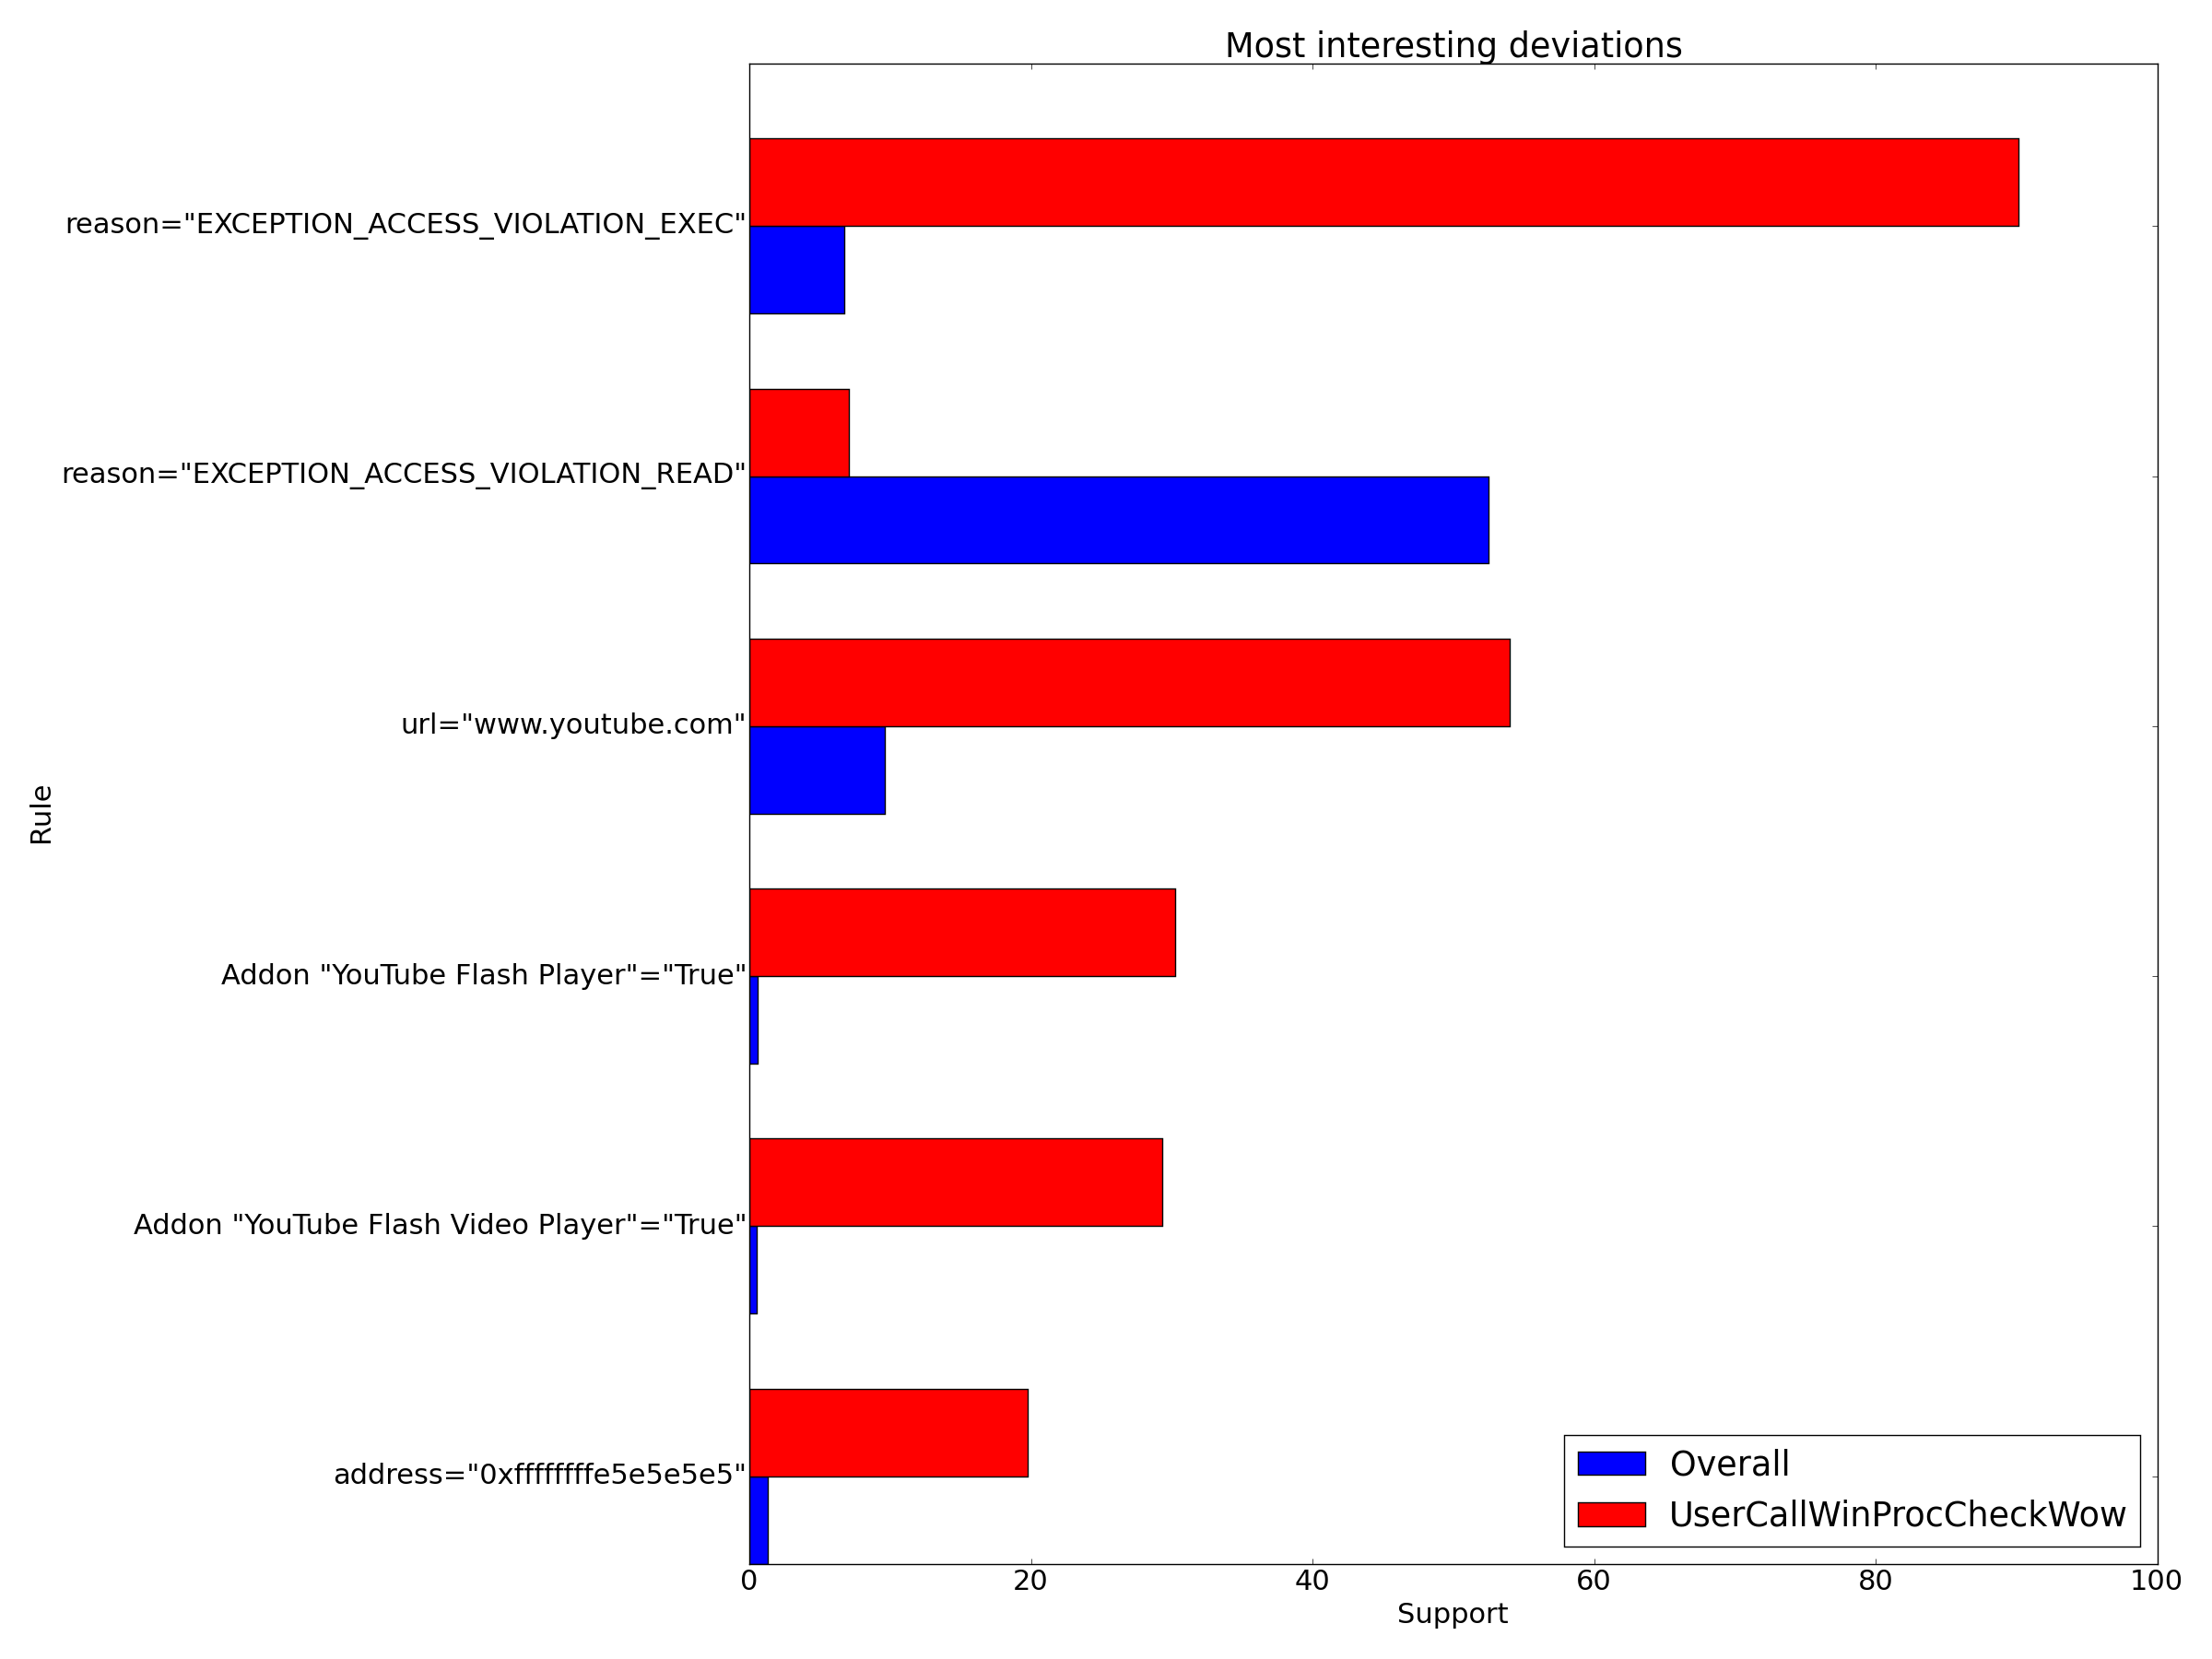 Most interesting deviations
reason="EXCEPTION_ACCESS_VIOLATION_EXEC"
reason="EXCEPTION_ACCESS_VIOLATION_READ"
url="www.youtube.com"
Rule
Addon "YouTube Flash Player"="True"
Addon "YouTube Flash Video Player"="True"
address="0xffffffffe5e5e5e5"
Overall
UserCallWinProcCheckWow
0 20 40 60 80 100
Support